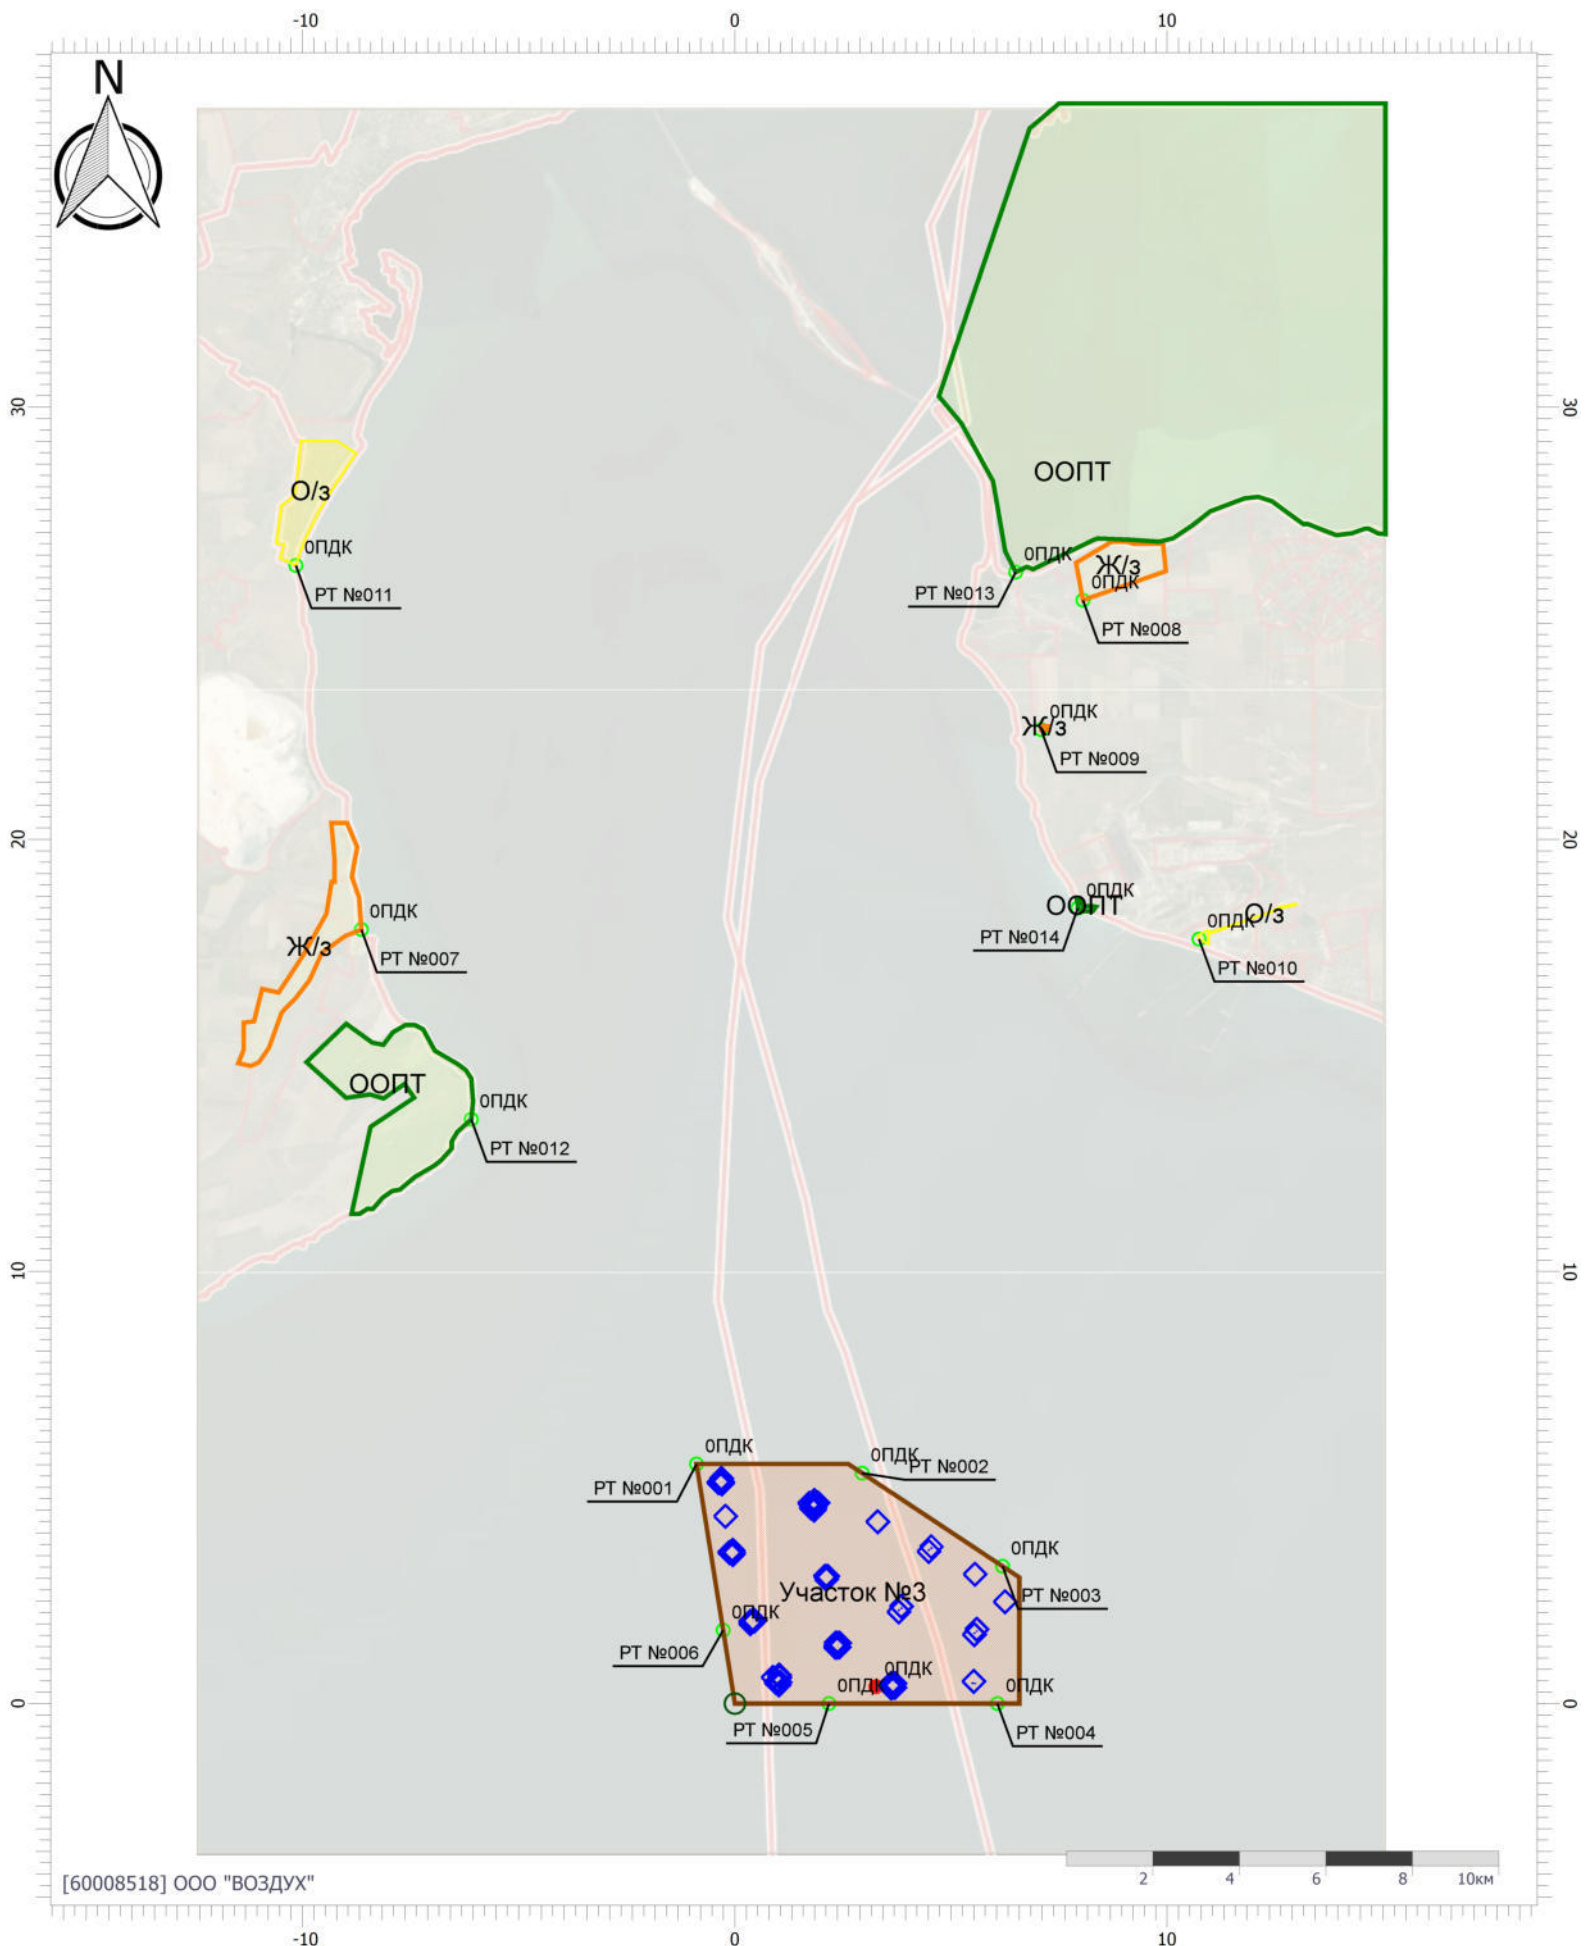 -10 0 10
N
30 30
ООПТ
О/з
0ПДК
0ПДК
Ж/з
0ПДК
РТ №011
РТ №013
РТ №008
0ПДК
Ж/з
РТ №009
20 20
0ПДК
ООПТ
0ПДК
О/з
0ПДК
Ж/з
РТ №007
РТ №014
РТ №010
ООПТ
0ПДК
РТ №012
10 10
0ПДК
0ПДК
РТ №002
РТ №001
0ПДК
Участок №3
РТ №003
0ПДК
РТ №006
0ПДК
0ПДК
0ПДК
0 0
РТ №005
РТ №004
2 4 6 8 10км
[60008518] ООО "ВОЗДУХ"
-10 0 10